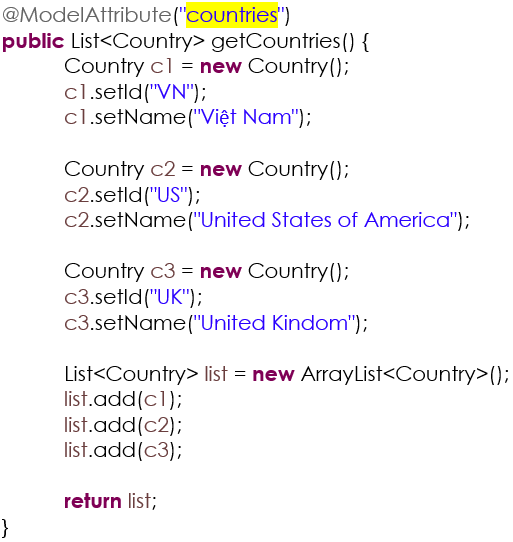 @ModelAttribute("countries")
public List<Country> getCountries() {
Country c1 = new Country();
c1.setId("VN");
c1.setName("Việt Nam");
Country c2 = new Country();
c2.setId("US");
c2.setName("United States of America");
Country c3 = new Country();
c3.setId("UK");
c3.setName("United Kindom");
List<Country> list = new ArrayList<Country>();
list.add(c1);
list.add(c2);
list.add(c3);
return list;
}